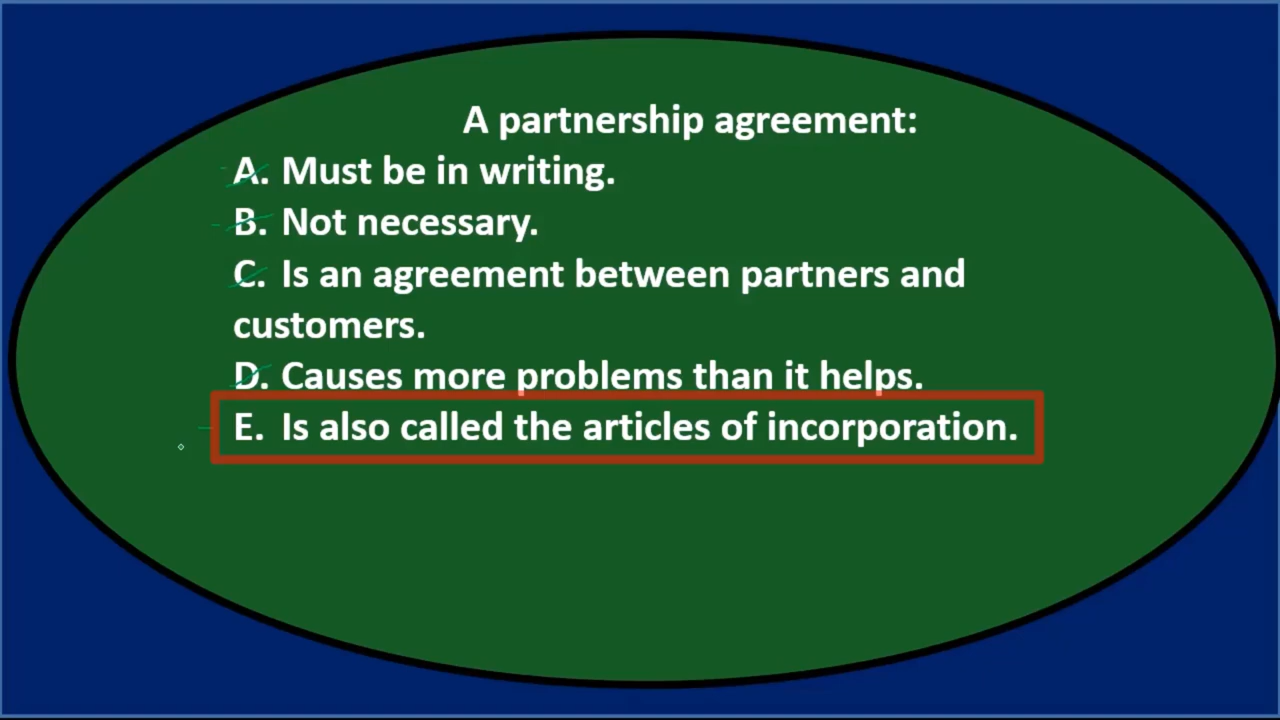 A partnership agreement:
A. Must be in writing.
B. Not necessary.
C. Is an agreement between partners and
customers.
D. Causes more problems than it helps.
E. Is also called the articles of incorporation.